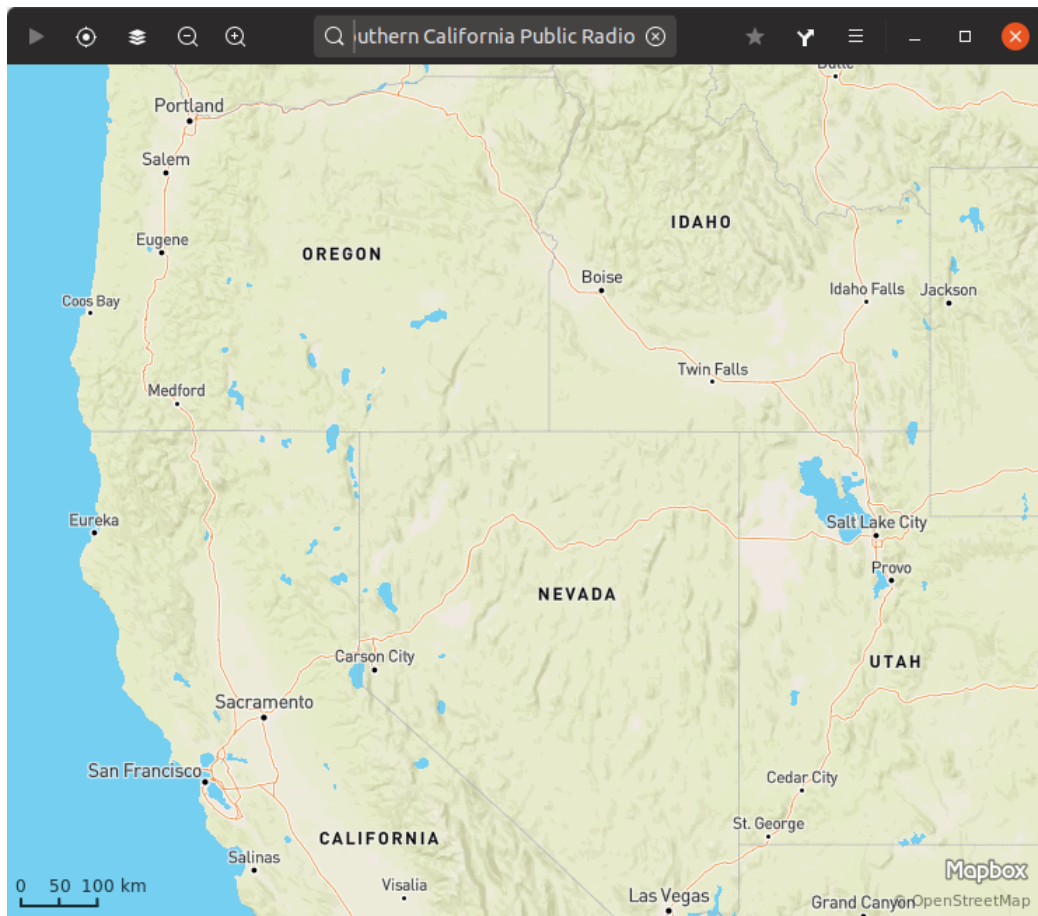 uthern California Public Radio
Butte
Portland
Salem
IDAHO
Eugene
OREGON
Boise
Idaho Falls
Jackson
Coos Bay
Twin Falls
Medford
Eureka
Salt Lake City
Provo
NEVADA
Carson City
UTAH
Sacramento
San Francisco
Cedar City
St. George
CALIFORNIA
Salinas
Mapbox
0 50 100 km
Visalia
Las Vegas
Grand Canyon
© OpenStreetMap